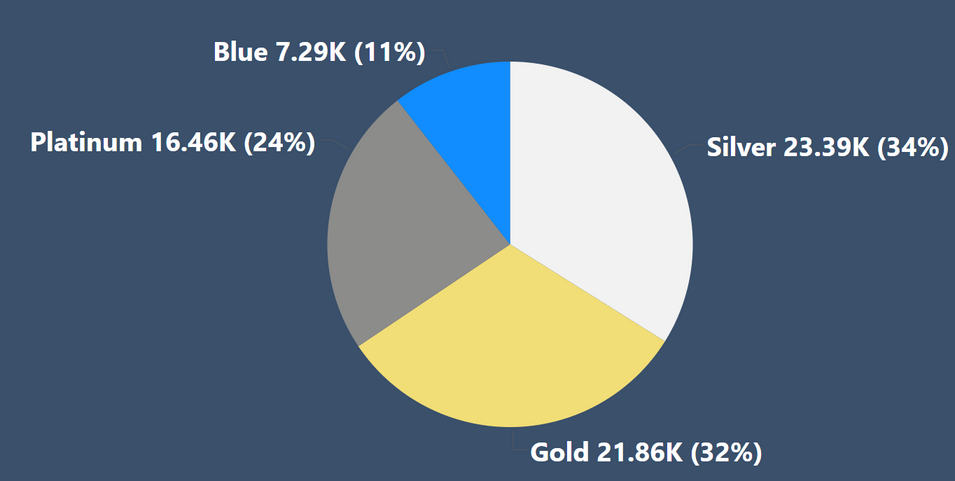 Blue 7.29K (11%)
Platinum 16.46K (24%)
Silver 23.39K (34%)
Gold 21.86K (32%)